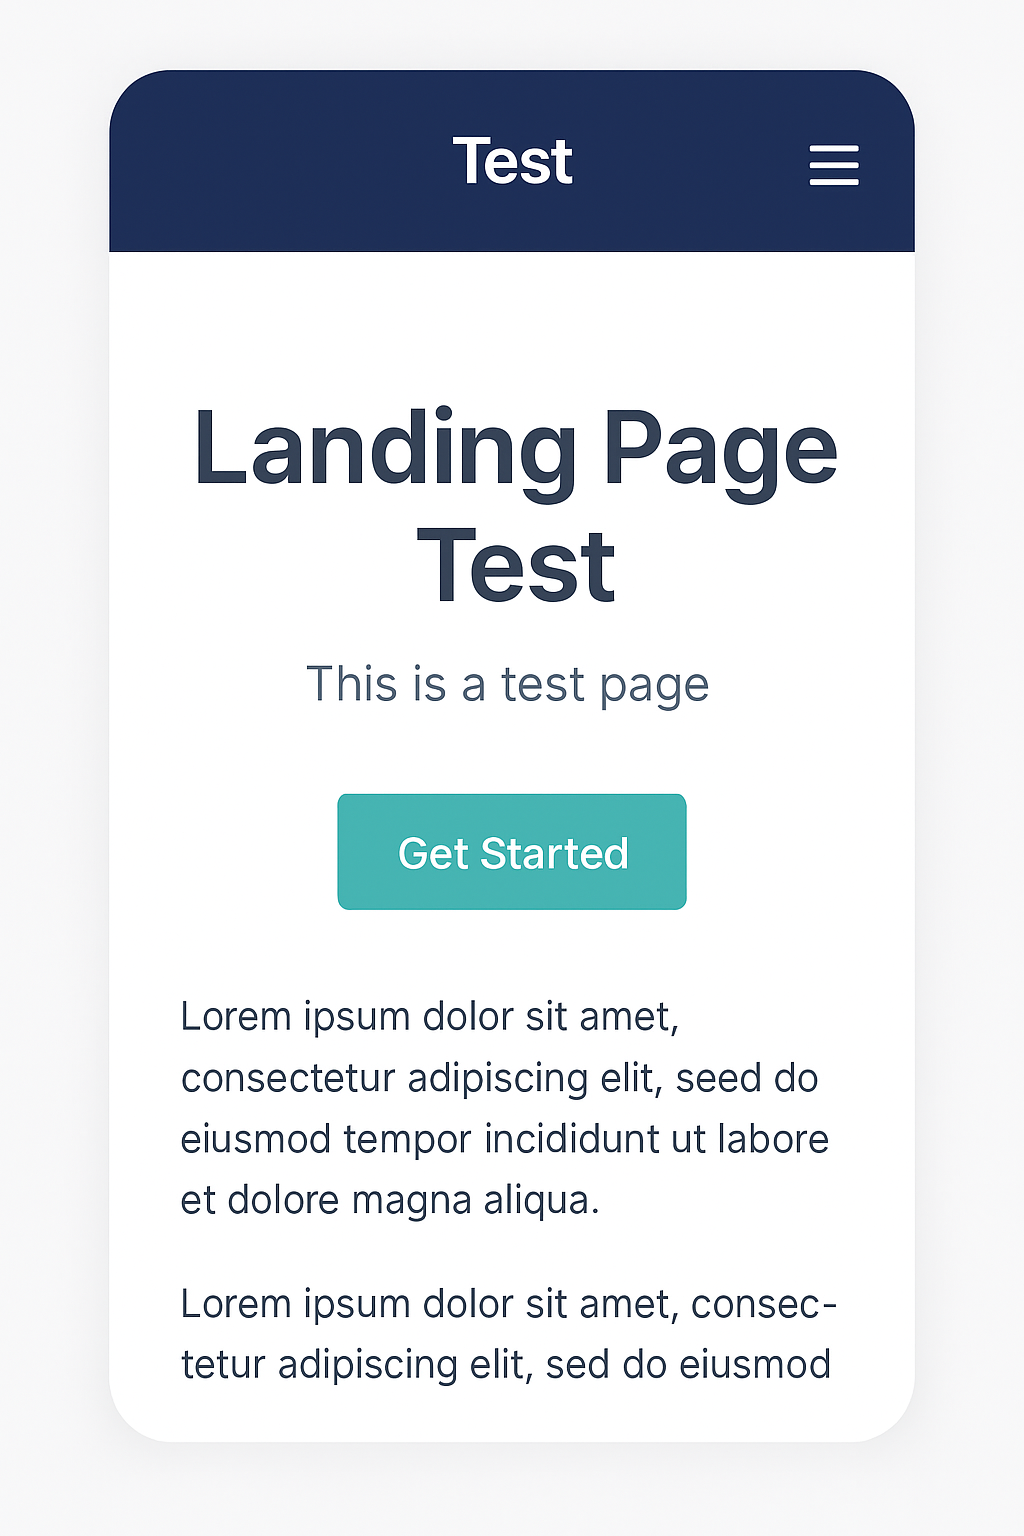 Test
Landing Page
Test
This is a test page
Get Started
Lorem ipsum dolor sit amet,
consectetur adipiscing elit, seed do
eiusmod tempor incididunt ut labore
et dolore magna aliqua.
Lorem ipsum dolor sit amet, consec-
tetur adipiscing elit, sed do eiusmod